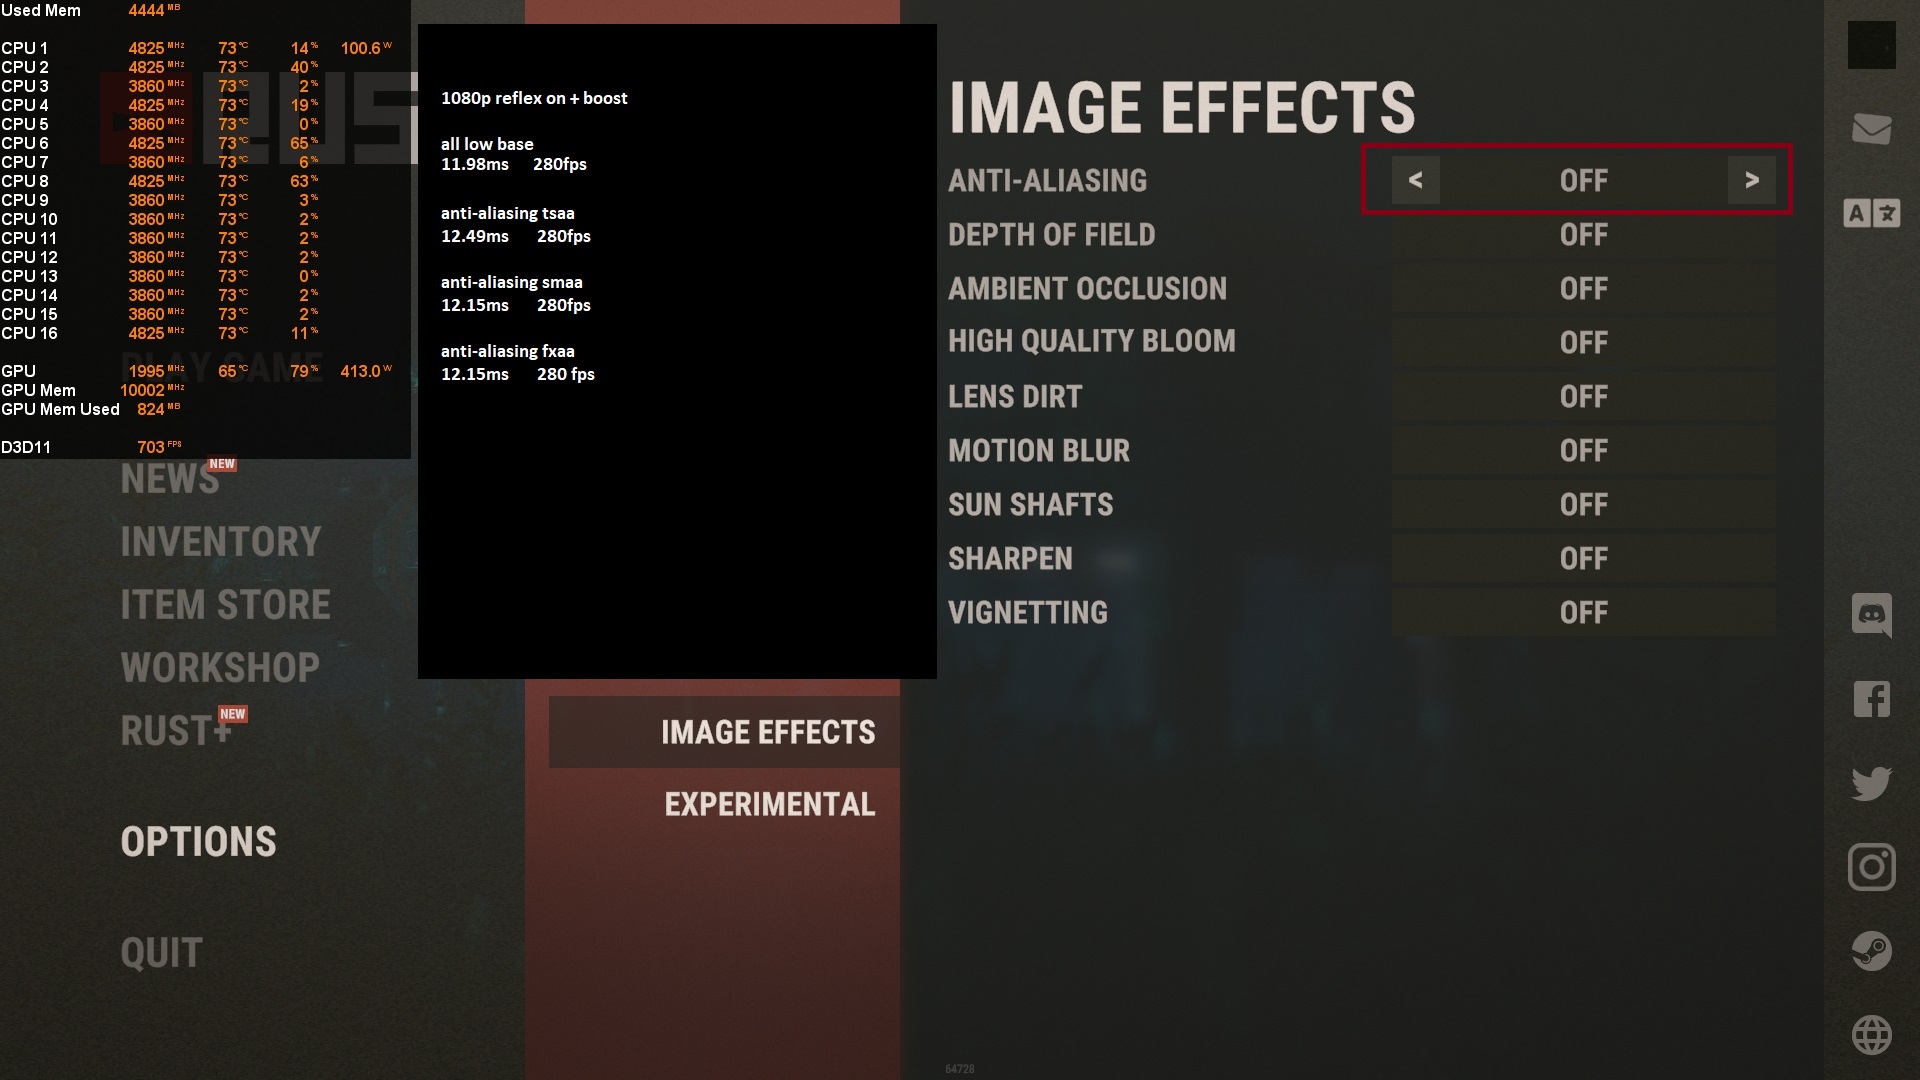 Used Mem 4444 MB
CPU 1 4825 MHz 73 °C 14 % 100.6 W
CPU 2 4825 MHz 73 °C 40 %
CPU 3 3860 MHz 73 °C 2 %
CPU 4 4825 MHz 73 °C 19 %
CPU 5 3860 MHz 73 °C 0 %
CPU 6 4825 MHz 73 °C 65 %
CPU 7 3860 MHz 73 °C 6 %
CPU 8 4825 MHz 73 °C 63 %
CPU 9 3860 MHz 73 °C 3 %
CPU 10 3860 MHz 73 °C 2 %
CPU 11 3860 MHz 73 °C 2 %
CPU 12 3860 MHz 73 °C 2 %
CPU 13 3860 MHz 73 °C 0 %
CPU 14 3860 MHz 73 °C 2 %
CPU 15 3860 MHz 73 °C 2 %
CPU 16 4825 MHz 73 °C 11 %
GPU 1995 MHz 65 °C 79 % 413.0 W
GPU Mem 10002 MHz
GPU Mem Used 824 MB
D3D11 703 FPS
RUS
PLAY GAME
NEWS NEW
INVENTORY
ITEM STORE
WORKSHOP
RUST+ NEW
OPTIONS
QUIT
1080p reflex on + boost
all low base
11.98ms 280fps
anti-aliasing tsaa
12.49ms 280fps
anti-aliasing smaa
12.15ms 280fps
anti-aliasing fxaa
12.15ms 280 fps
IMAGE EFFECTS
EXPERIMENTAL
IMAGE EFFECTS
ANTI-ALIASING < OFF >
DEPTH OF FIELD OFF
AMBIENT OCCLUSION OFF
HIGH QUALITY BLOOM OFF
LENS DIRT OFF
MOTION BLUR OFF
SUN SHAFTS OFF
SHARPEN OFF
VIGNETTING OFF
64728
A 文